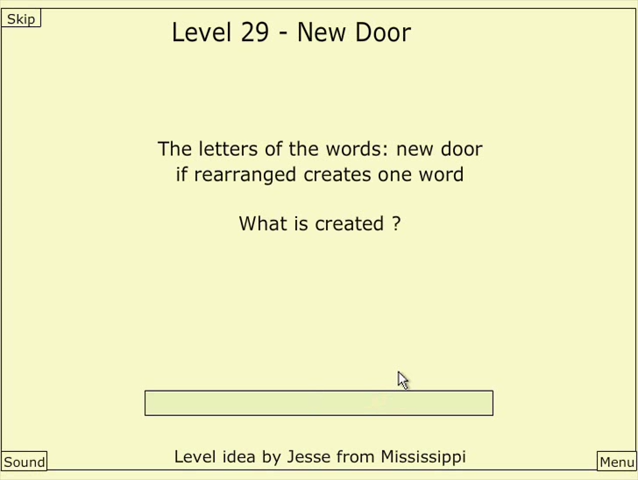 Skip
Level 29 - New Door
The letters of the words: new door
if rearranged creates one word
What is created ?
Level idea by Jesse from Mississippi
Sound
Menu